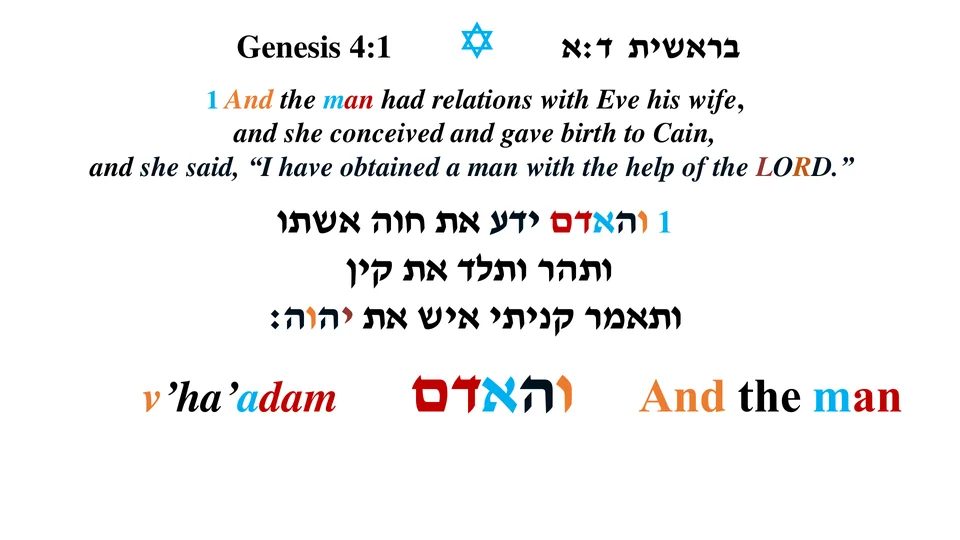 Genesis 4:1 בראשית ד:א
1 And the man had relations with Eve his wife,
and she conceived and gave birth to Cain,
and she said, “I have obtained a man with the help of the LORD.”
1 והאדם ידע את חוה אשתו
ותהר ותלד את קין
ותאמר קניתי איש את יהוה:
v’ha’adam והאדם And the man